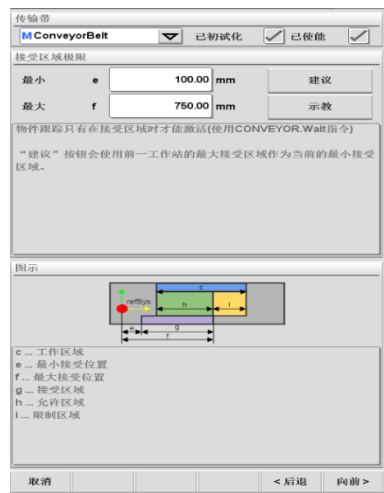 传输带
M ConveyorBelt 已初试化 已使能
接受区域极限
最小 e 100.00 mm 建议
最大 f 750.00 mm 示教
物件跟踪只有在接受区域时才能激活(使用CONVEYOR.Wait指令)
“建议”按钮会使用前一工作站的最大接受区域作为当前的最小接受
区域。
图示
c
refSys
h i
e g
f
c ... 工作区域
e ... 最小接受位置
f ... 最大接受位置
g ... 接受区域
h ... 允许区域
i ... 限制区域
取消 < 后退 向前 >